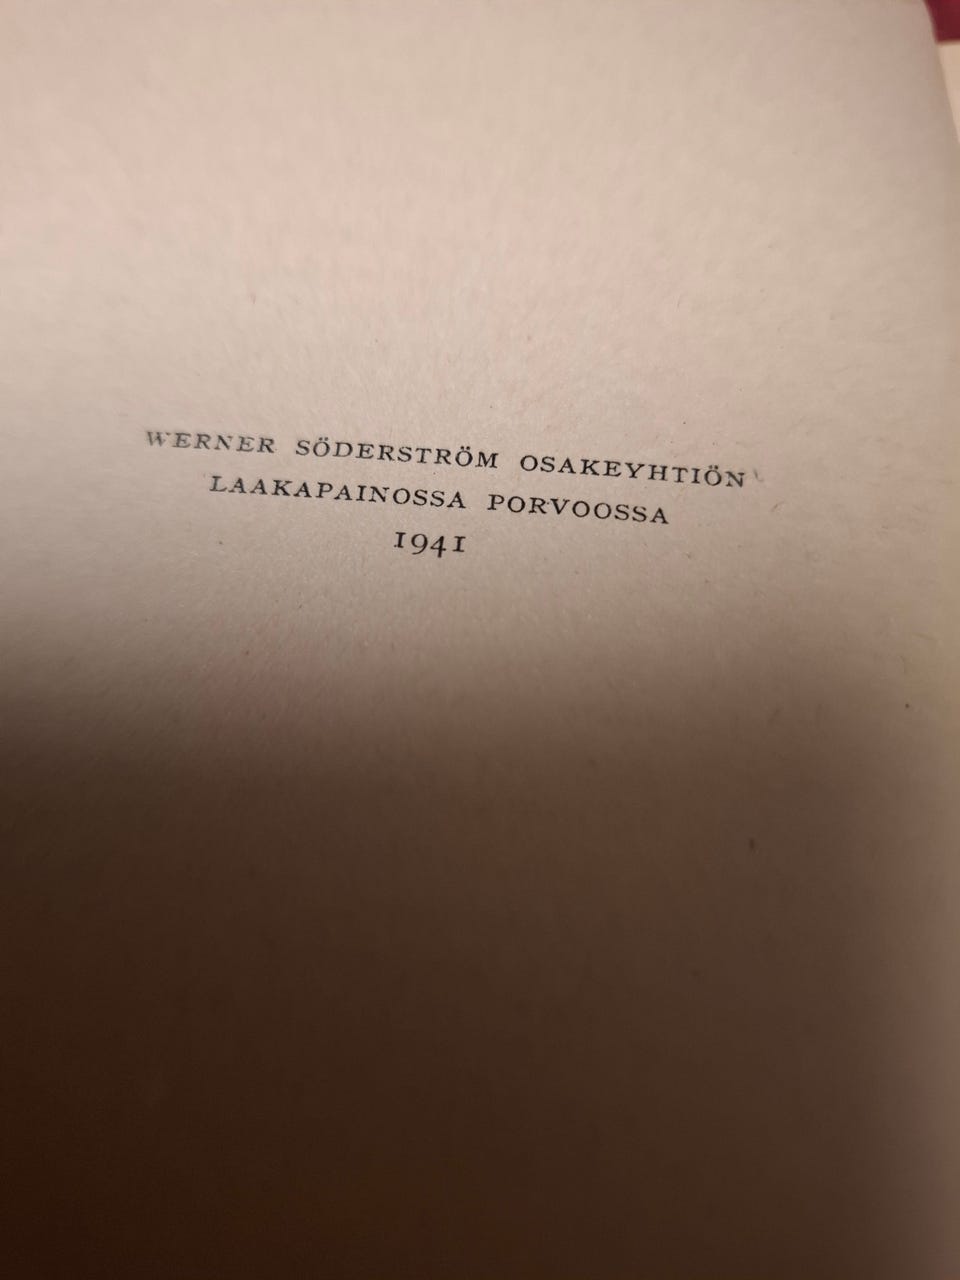 WERNER SÖDERSTRÖM OSAKEYHTIÖN
LAAKAPAINOSSA PORVOOSSA
1941